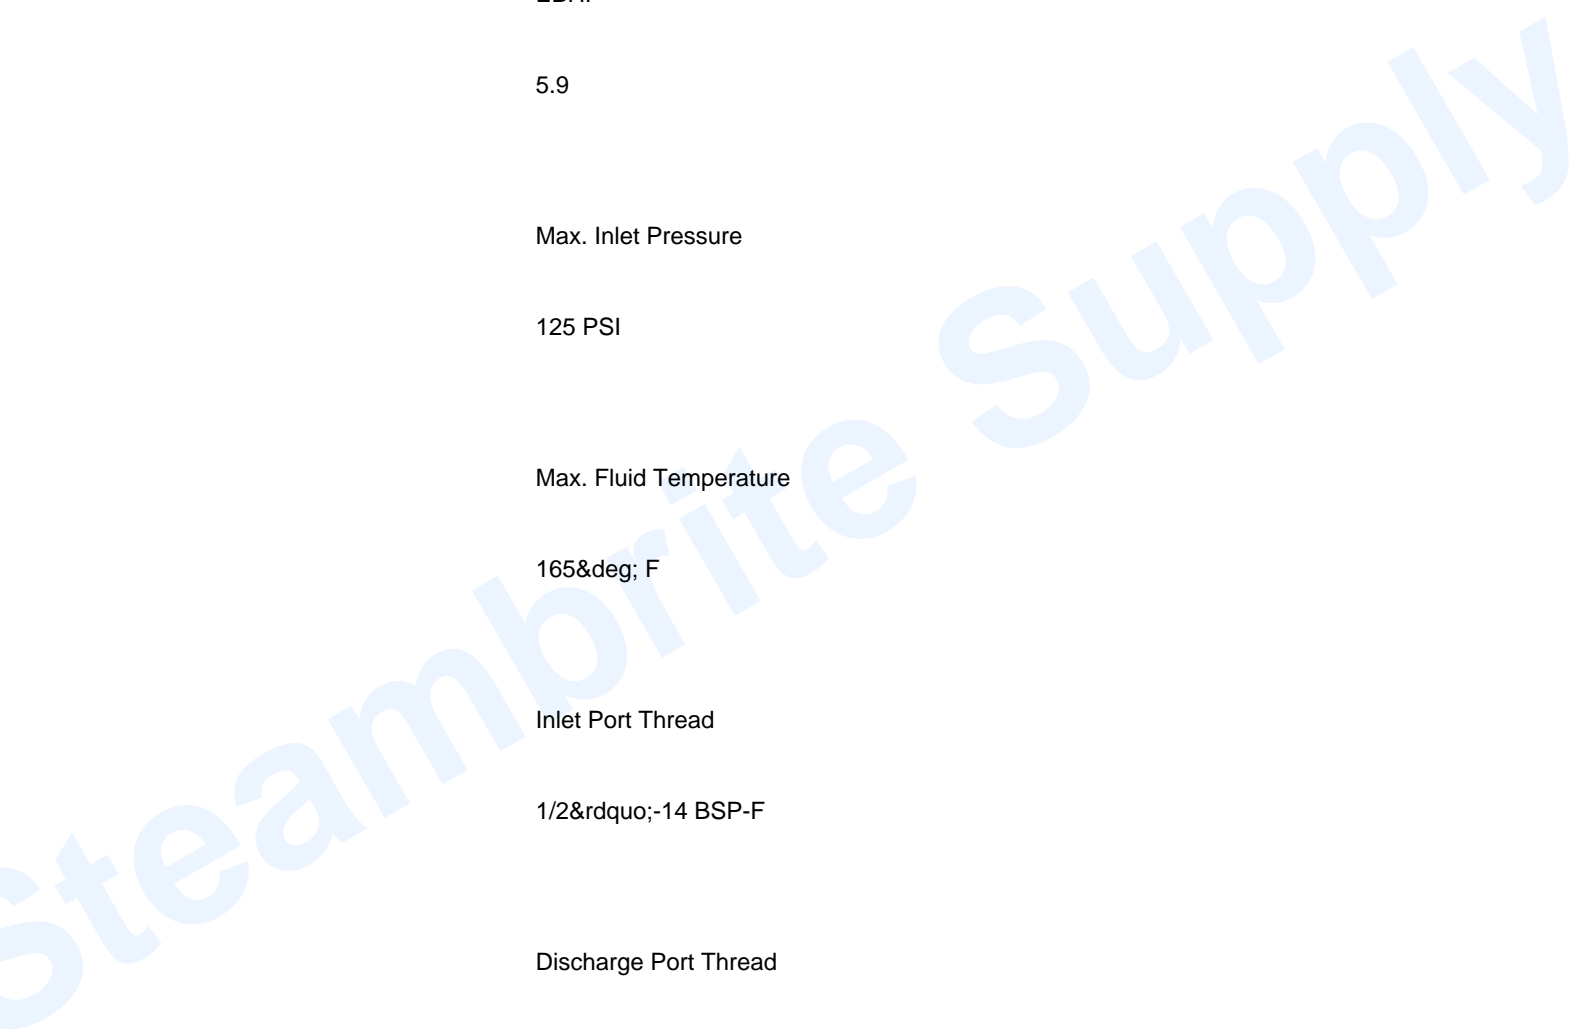 5.9
Max. Inlet Pressure
125 PSI
Max. Fluid Temperature
165&deg; F
Inlet Port Thread
1/2&rdquo;-14 BSP-F
Discharge Port Thread
Steambrite Supply